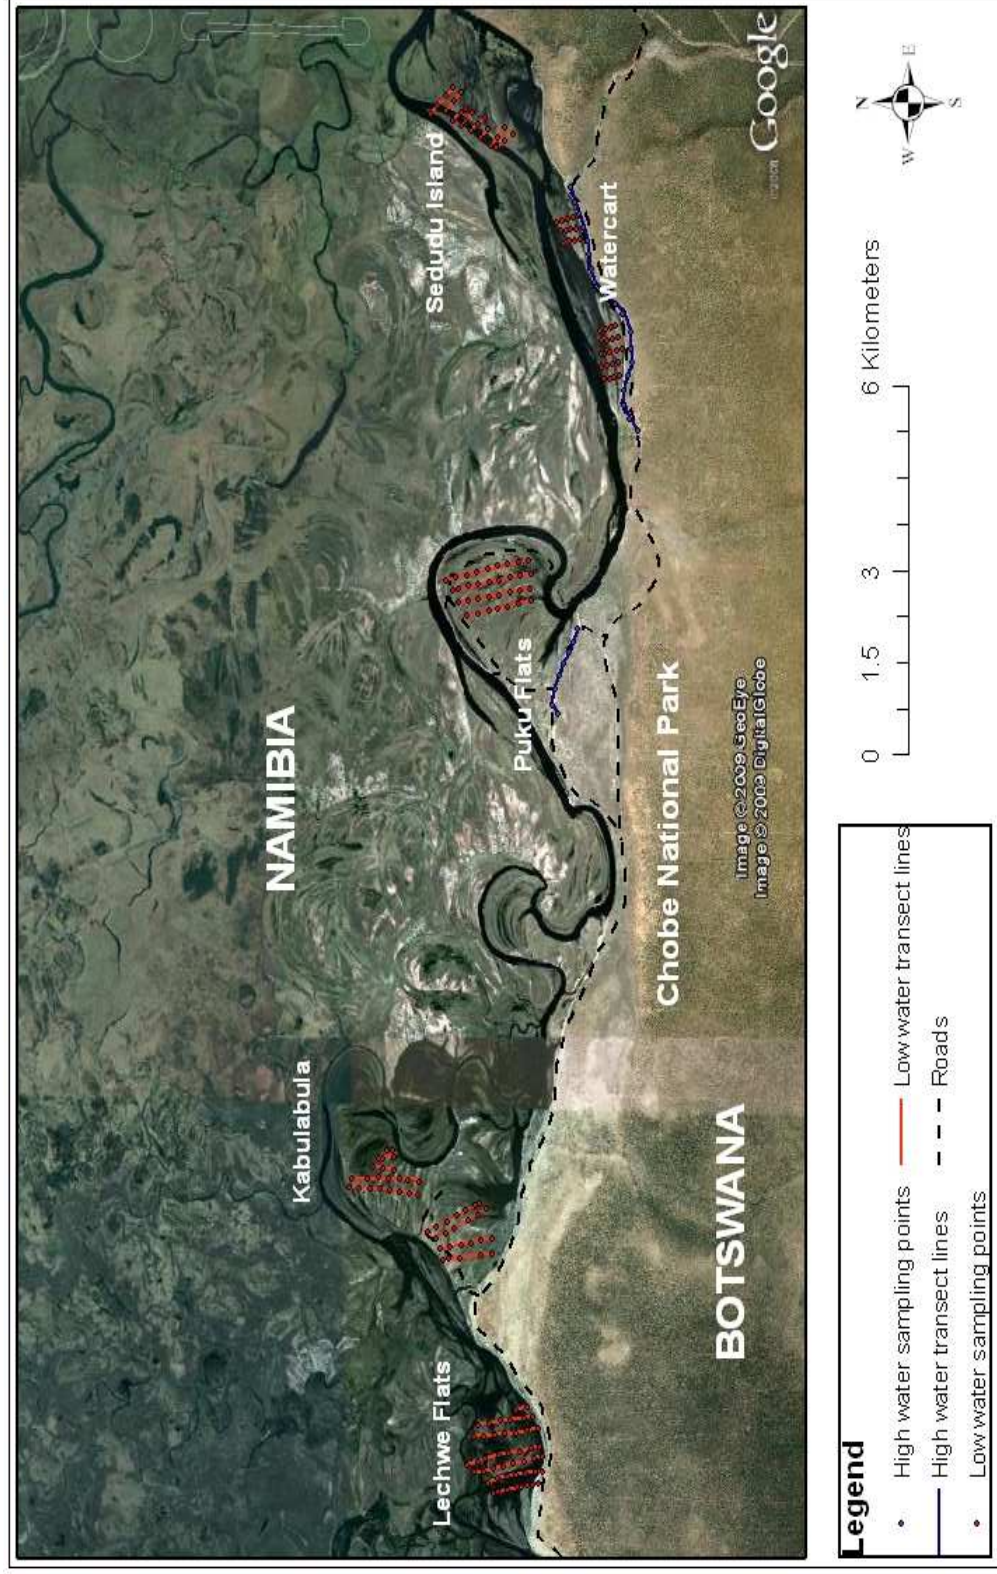 NAMIBIA
Kabulabula
Sedudu Island
Lechwe Flats
Puku Flats
Watercart
Chobe National Park
BOTSWANA
Image © 2009 GeoEye
Image © 2009 DigitalGlobe
©2008 Google
Legend
High water sampling points
High water transect lines
Low water sampling points
Low water transect lines
Roads
0 1.5 3 6 Kilometers
N
W E
S